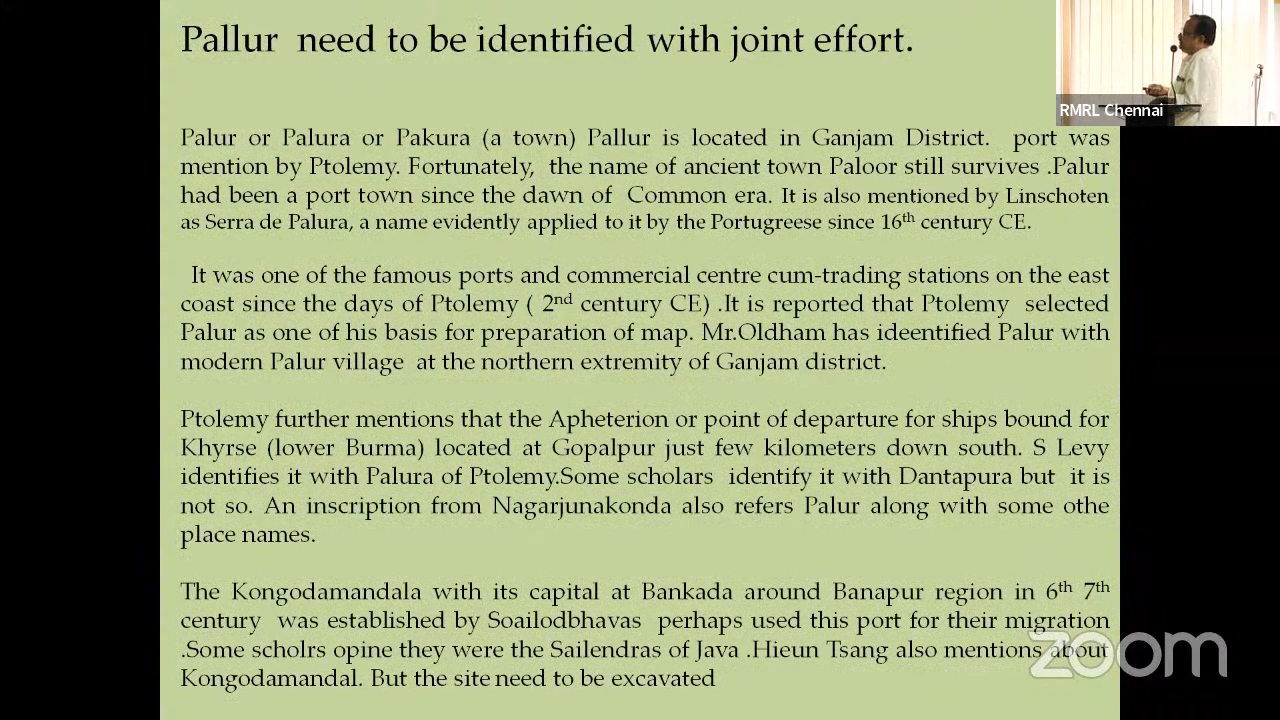 Pallur need to be identified with joint effort.
RMRL Chennai
Palur or Palura or Pakura (a town) Pallur is located in Ganjam District. port was
mention by Ptolemy. Fortunately, the name of ancient town Paloor still survives .Palur
had been a port town since the dawn of Common era. It is also mentioned by Linschoten
as Serra de Palura, a name evidently applied to it by the Portugreese since 16th century CE.
It was one of the famous ports and commercial centre cum-trading stations on the east
coast since the days of Ptolemy ( 2nd century CE) .It is reported that Ptolemy selected
Palur as one of his basis for preparation of map. Mr.Oldham has ideentified Palur with
modern Palur village at the northern extremity of Ganjam district.
Ptolemy further mentions that the Apheterion or point of departure for ships bound for
Khyrse (lower Burma) located at Gopalpur just few kilometers down south. S Levy
identifies it with Palura of Ptolemy.Some scholars identify it with Dantapura but it is
not so. An inscription from Nagarjunakonda also refers Palur along with some othe
place names.
The Kongodamandala with its capital at Bankada around Banapur region in 6th 7th
century was established by Soailodbhavas perhaps used this port for their migration
.Some scholrs opine they were the Sailendras of Java .Hieun Tsang also mentions about
Kongodamandal. But the site need to be excavated
zoom